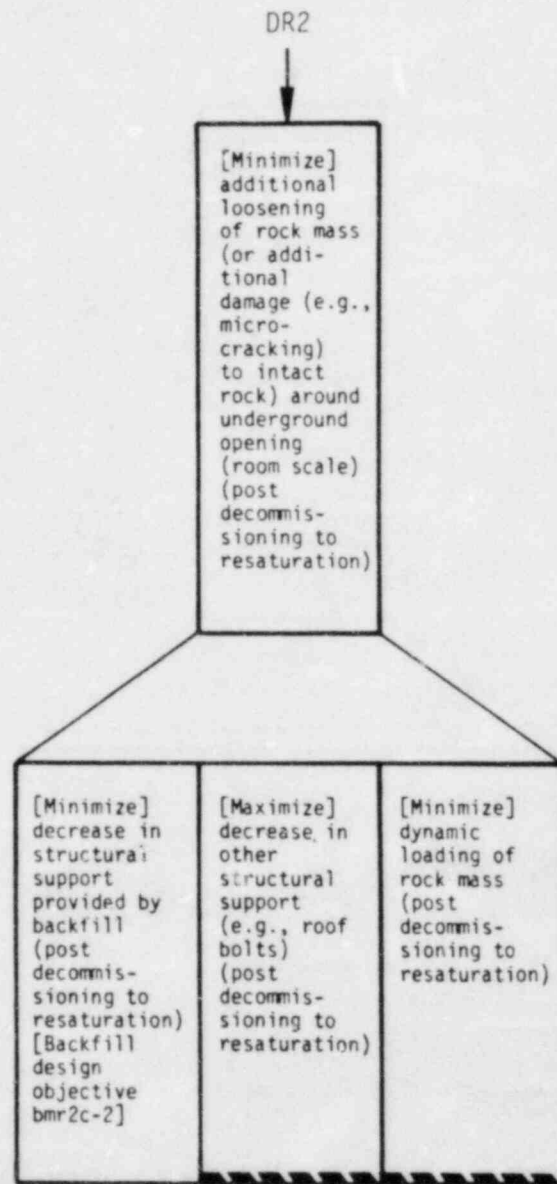 DR2
[Minimize]
additional
loosening
of rock mass
(or addi-
tional
damage (e.g.,
micro-
cracking)
to intact
rock) around
underground
opening
(room scale)
(post
decommis-
sioning to
resaturation)
[Minimize]
decrease in
structural
support
provided by
backfill
(post
decommis-
sioning to
resaturation)
[Backfill
design
objective
bmr2c-2]
[Maximize]
decrease in
other
structural
support
(e.g., roof
bolts)
(post
decommis-
sioning to
resaturation)
[Minimize]
dynamic
loading of
rock mass
(post
decommis-
sioning to
resaturation)